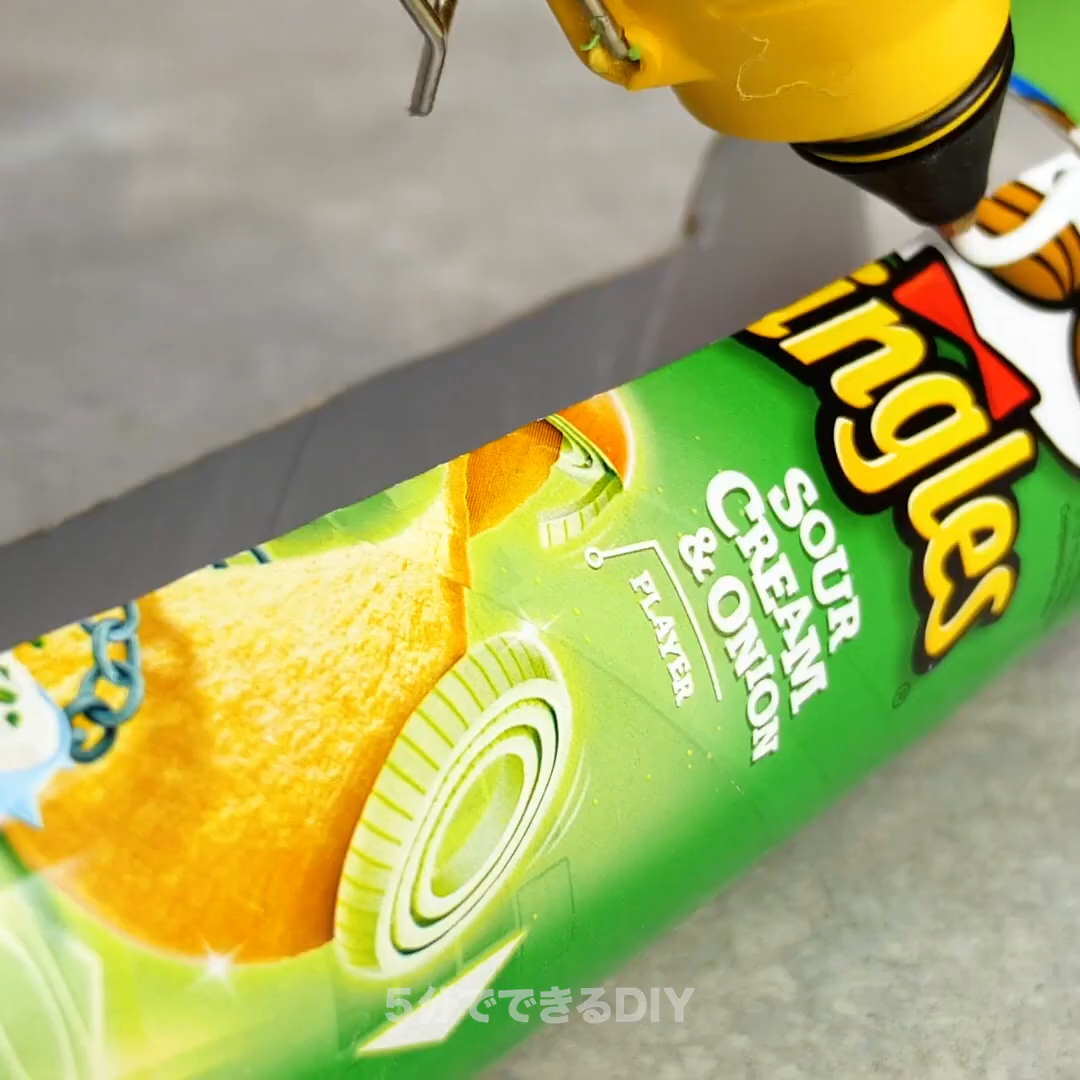 ingles
SOUR
CREAM
& ONION
PLAYER
5分でできるDIY